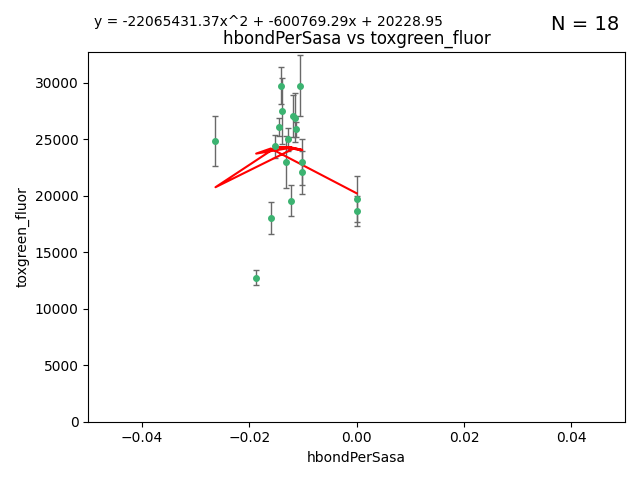 y = -22065431.37x^2 + -600769.29x + 20228.95
N = 18
hbondPerSasa vs toxgreen_fluor
30000
25000
20000
15000
10000
5000
0
toxgreen_fluor
−0.04
−0.02
0.00
0.02
0.04
hbondPerSasa